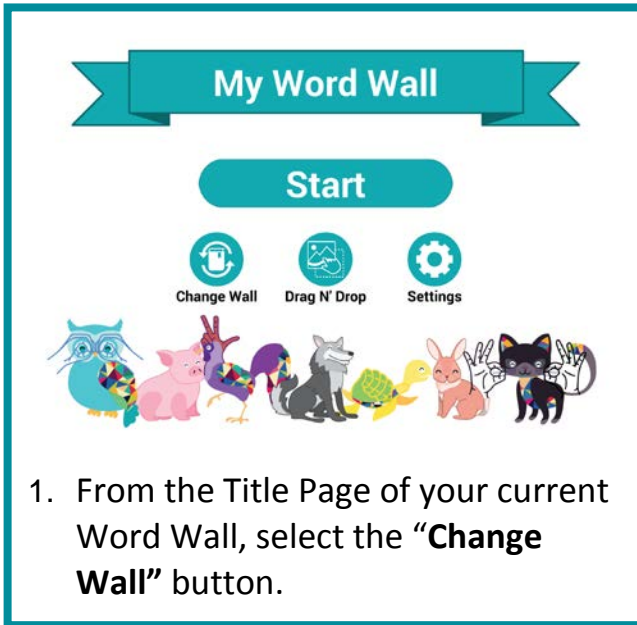 My Word Wall
Start
Change Wall Drag N' Drop Settings
1. From the Title Page of your current
Word Wall, select the “Change
Wall” button.